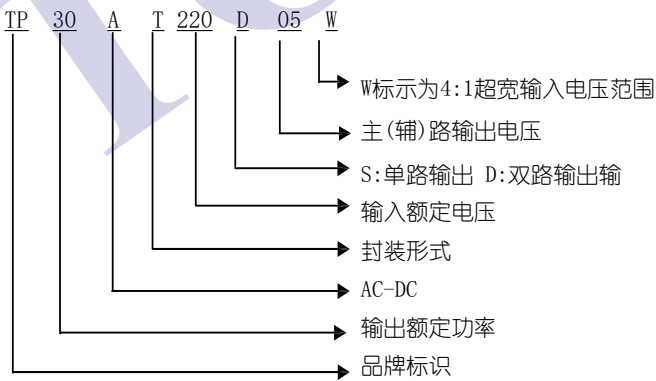 TP 30 A T 220 D 05 W
W标示为4:1超宽输入电压范围
主(辅)路输出电压
S:单路输出 D:双路输出输
输入额定电压
封装形式
AC-DC
输出额定功率
品牌标识